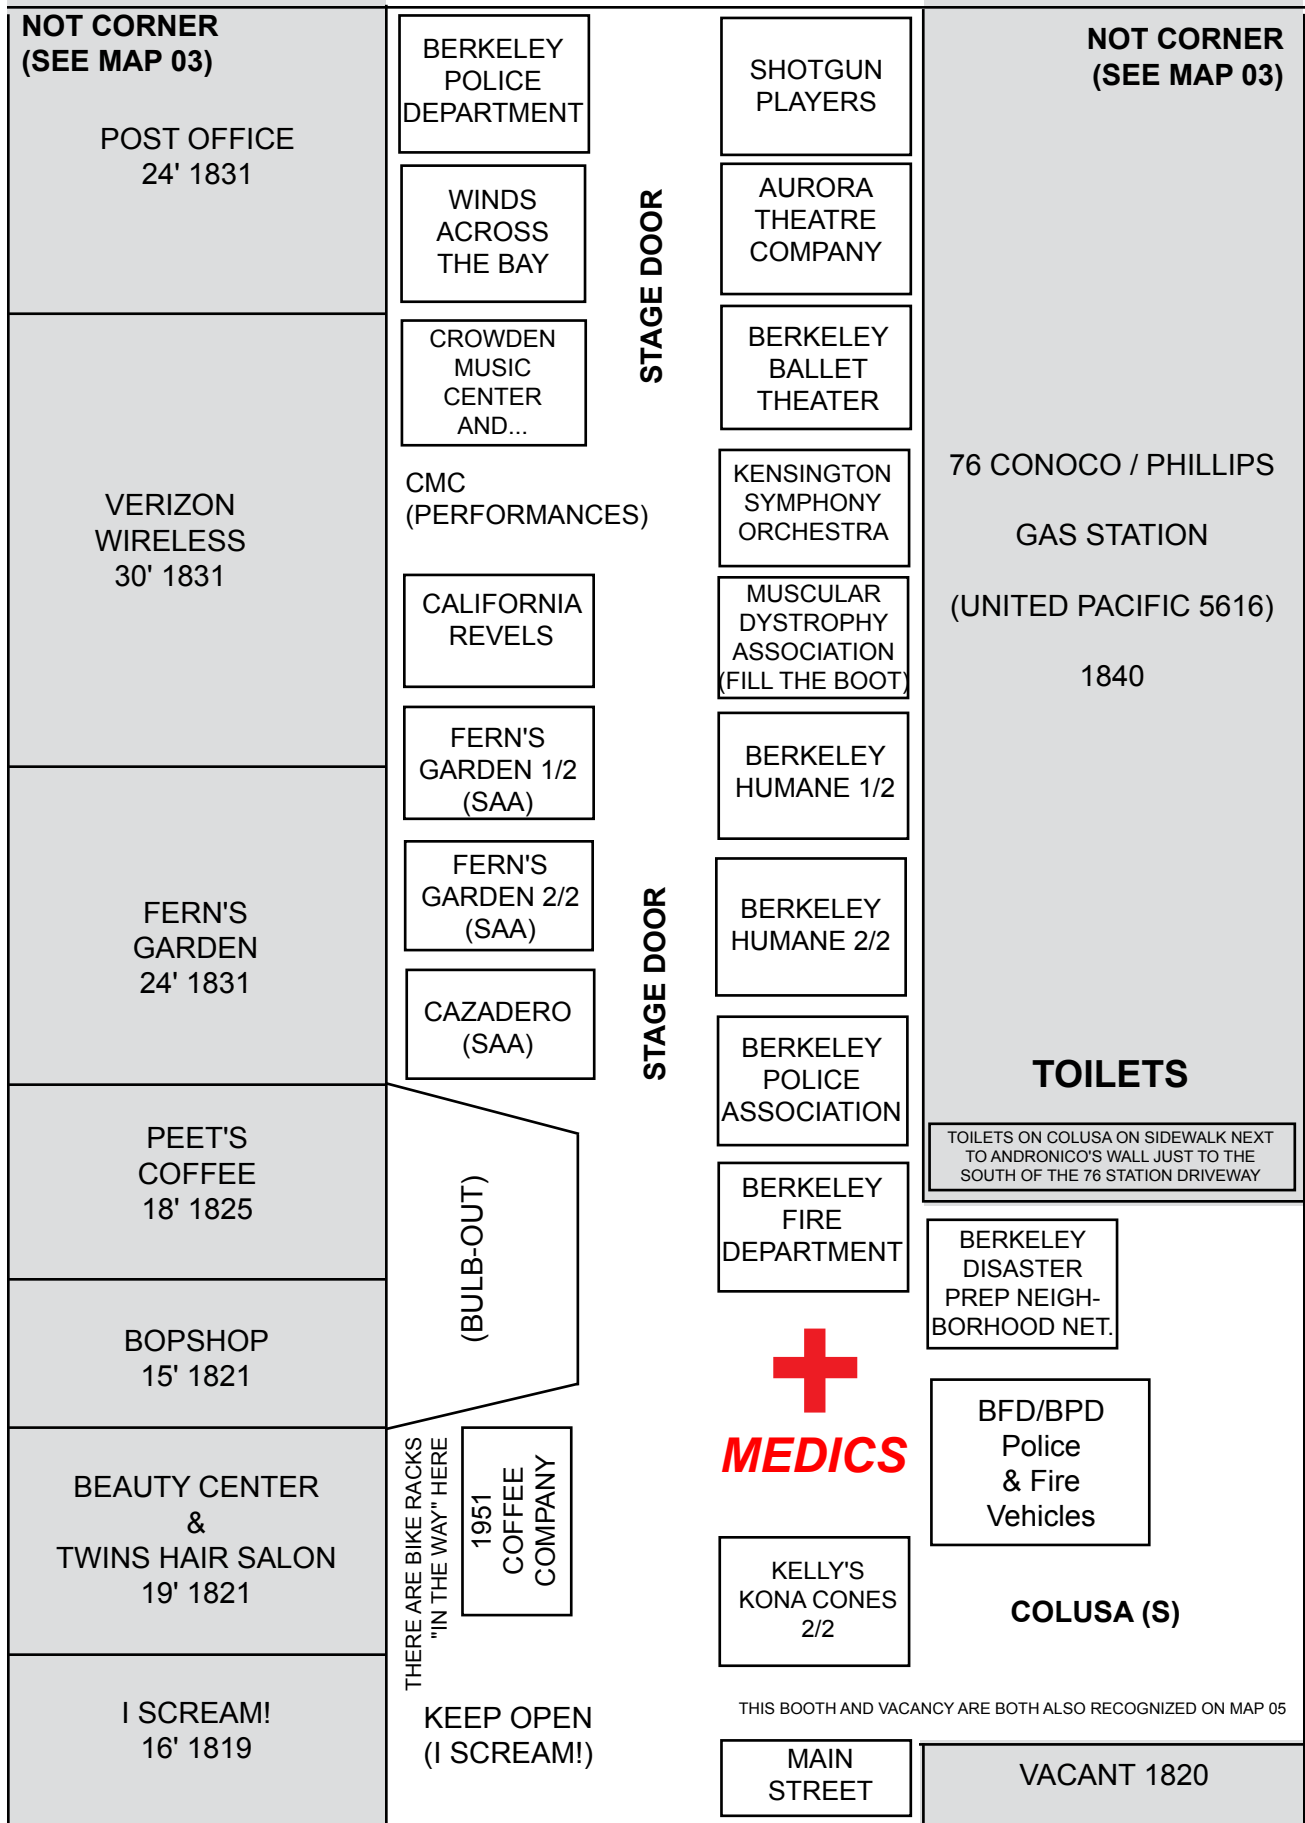 NOT CORNER
(SEE MAP 03)
POST OFFICE
24' 1831
VERIZON
WIRELESS
30' 1831
FERN'S
GARDEN
24' 1831
PEET'S
COFFEE
18' 1825
BOPSHOP
15' 1821
BEAUTY CENTER
&
TWINS HAIR SALON
19' 1821
I SCREAM!
16' 1819
BERKELEY
POLICE
DEPARTMENT
WINDS
ACROSS
THE BAY
CROWDEN
MUSIC
CENTER
AND...
CMC
(PERFORMANCES)
CALIFORNIA
REVELS
FERN'S
GARDEN 1/2
(SAA)
FERN'S
GARDEN 2/2
(SAA)
CAZADERO
(SAA)
(BULB-OUT)
THERE ARE BIKE RACKS
"IN THE WAY" HERE
1951
COFFEE
COMPANY
KEEP OPEN
(I SCREAM!)
STAGE DOOR
STAGE DOOR
SHOTGUN
PLAYERS
AURORA
THEATRE
COMPANY
BERKELEY
BALLET
THEATER
KENSINGTON
SYMPHONY
ORCHESTRA
MUSCULAR
DYSTROPHY
ASSOCIATION
(FILL THE BOOT)
BERKELEY
HUMANE 1/2
BERKELEY
HUMANE 2/2
BERKELEY
POLICE
ASSOCIATION
BERKELEY
FIRE
DEPARTMENT
MEDICS
KELLY'S
KONA CONES
2/2
THIS BOOTH AND VACANCY ARE BOTH ALSO RECOGNIZED ON MAP 05
MAIN
STREET
NOT CORNER
(SEE MAP 03)
76 CONOCO / PHILLIPS
GAS STATION
(UNITED PACIFIC 5616)
1840
TOILETS
TOILETS ON COLUSA ON SIDEWALK NEXT
TO ANDRONICO'S WALL JUST TO THE
SOUTH OF THE 76 STATION DRIVEWAY
BERKELEY
DISASTER
PREP NEIGH-
BORHOOD NET.
BFD/BPD
Police
& Fire
Vehicles
COLUSA (S)
VACANT 1820